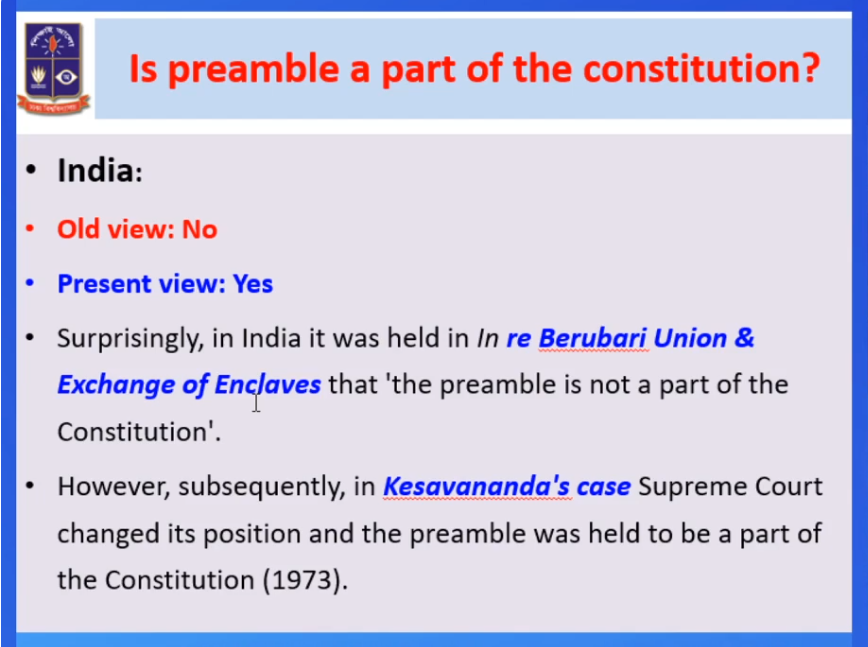 Is preamble a part of the constitution?
• India:
• Old view: No
• Present view: Yes
• Surprisingly, in India it was held in In re Berubari Union &
Exchange of Enclaves that 'the preamble is not a part of the
Constitution'.
• However, subsequently, in Kesavananda's case Supreme Court
changed its position and the preamble was held to be a part of
the Constitution (1973).